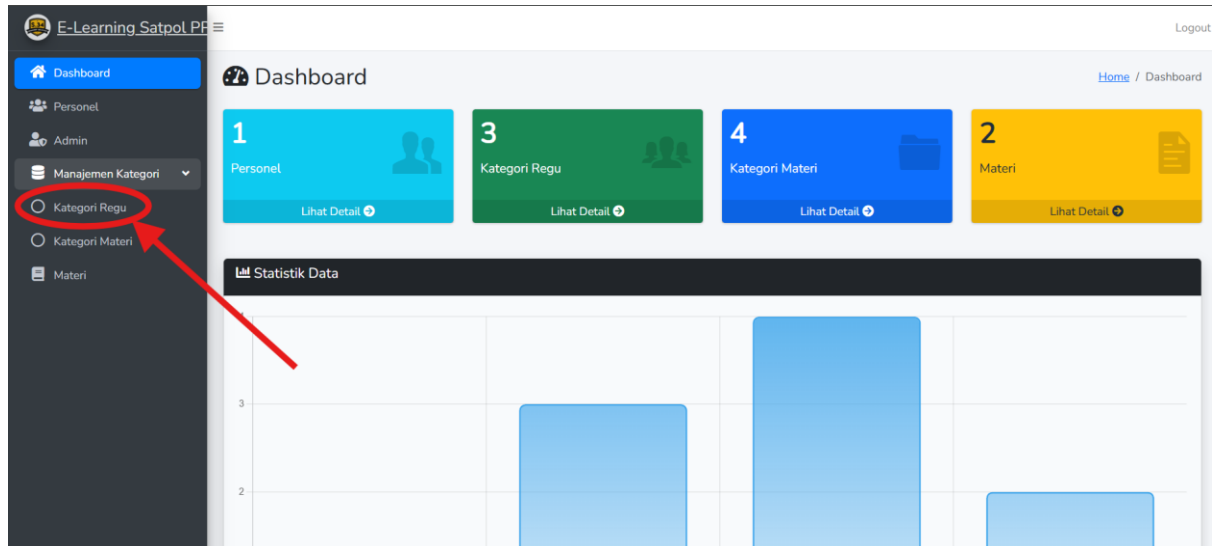 E-Learning Satpol PP
Logout
Dashboard
Personel
Admin
Manajemen Kategori
Kategori Regu
Kategori Materi
Materi
Dashboard
Home / Dashboard
1
Personel
Lihat Detail
3
Kategori Regu
Lihat Detail
4
Kategori Materi
Lihat Detail
2
Materi
Lihat Detail
Statistik Data
4
3
2